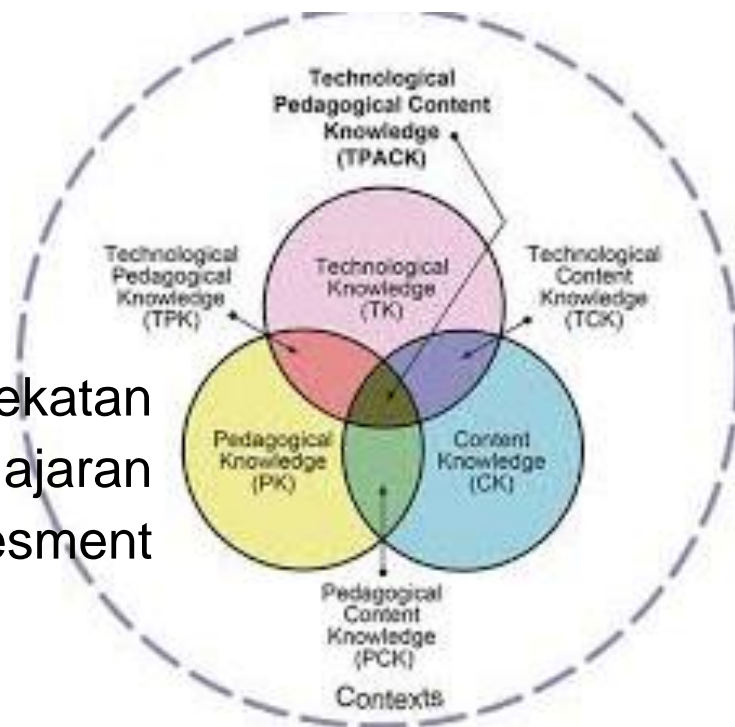 Technological
Pedagogical Content
Knowledge
(TPACK)
Technological
Pedagogical
Knowledge
(TPK)
Technological
Knowledge
(TK)
Technological
Content
Knowledge
(TCK)
ekatan
ajaran
esment
Pedagogical
Knowledge
(PK)
Content
Knowledge
(CK)
Pedagogical
Content
Knowledge
(PCK)
Contexts